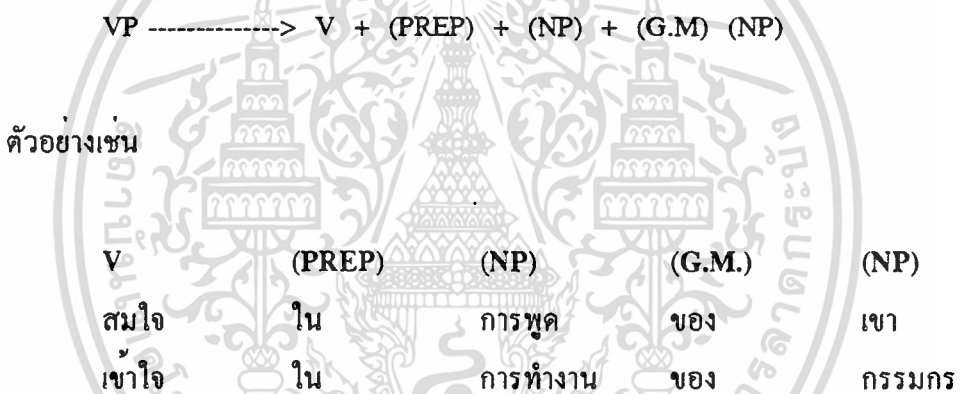 VP ---------------> V + (PREP) + (NP) + (G.M) (NP)
ตัวอย่างเช่น
V (PREP) (NP) (G.M.) (NP)
สมใจ ใน การพูด ของ เขา
เข้าใจ ใน การทำงาน ของ กรรมกร